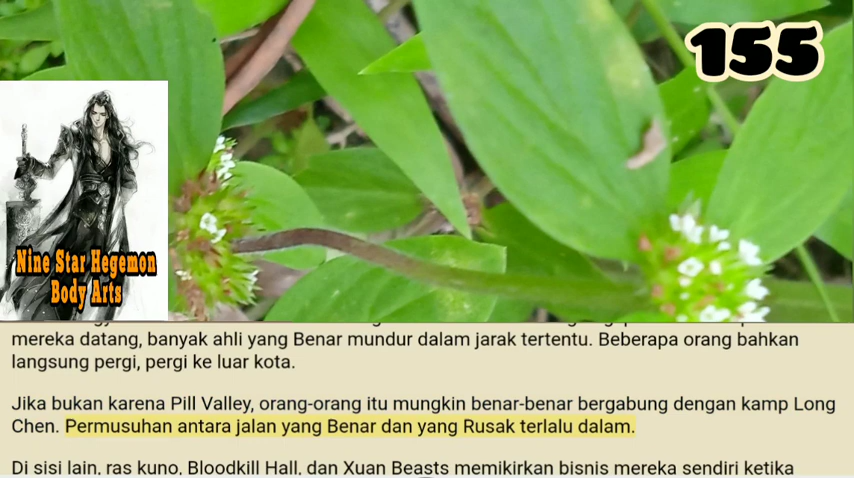 155
Nine Star Hegemon
Body Arts
mereka datang, banyak ahli yang Benar mundur dalam jarak tertentu. Beberapa orang bahkan
langsung pergi, pergi ke luar kota.
Jika bukan karena Pill Valley, orang-orang itu mungkin benar-benar bergabung dengan kamp Long
Chen. Permusuhan antara jalan yang Benar dan yang Rusak terlalu dalam.
Di sisi lain, ras kuno, Bloodkill Hall, dan Xuan Beasts memikirkan bisnis mereka sendiri ketika